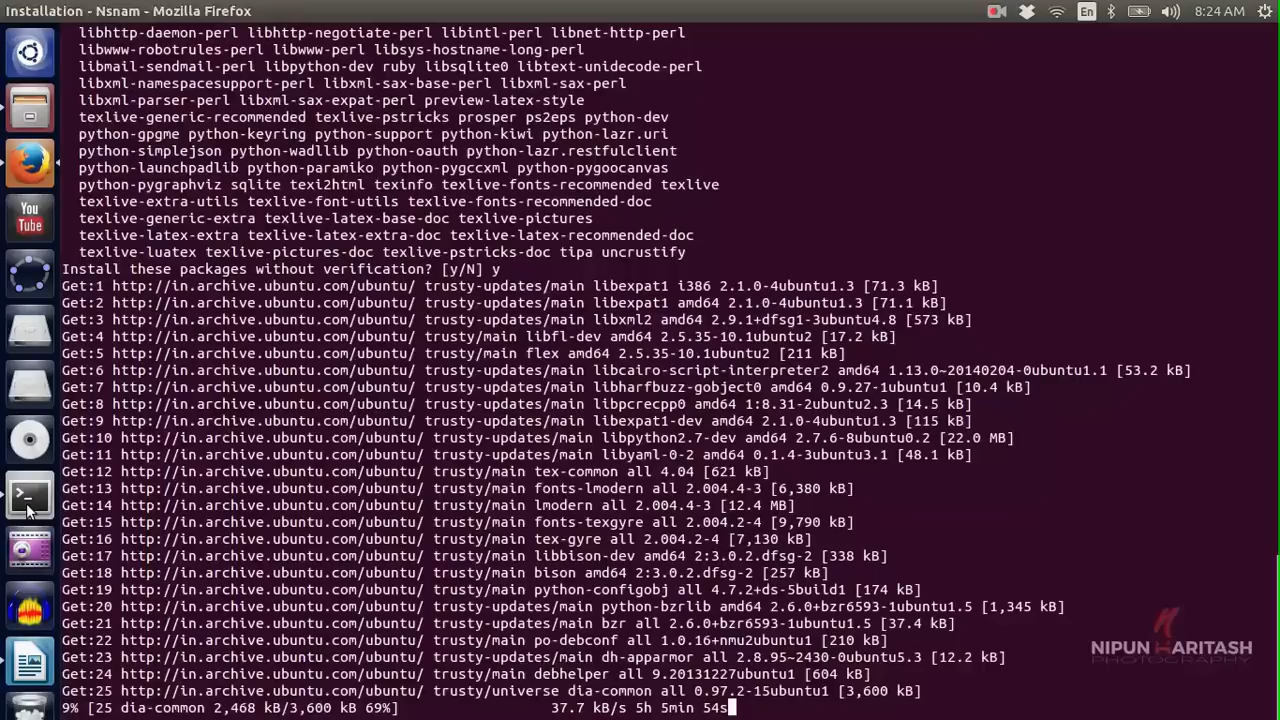 Installation - Nsnam - Mozilla Firefox
En
8:24 AM
libhttp-daemon-perl libhttp-negotiate-perl libintl-perl libnet-http-perl
libwww-robotrules-perl libwww-perl libsys-hostname-long-perl
libmail-sendmail-perl libpython-dev ruby libsqlite0 libtext-unidecode-perl
libxml-namespacesupport-perl libxml-sax-base-perl libxml-sax-perl
libxml-parser-perl libxml-sax-expat-perl preview-latex-style
texlive-generic-recommended texlive-pstricks prosper ps2eps python-dev
python-gpgme python-keyring python-support python-kiwi python-lazr.uri
python-simplejson python-wadllib python-oauth python-lazr.restfulclient
python-launchpadlib python-paramiko python-pygccxml python-pygoocanvas
python-pygraphviz sqlite texi2html texinfo texlive-fonts-recommended texlive
texlive-extra-utils texlive-font-utils texlive-fonts-recommended-doc
texlive-generic-extra texlive-latex-base-doc texlive-pictures
texlive-latex-extra texlive-latex-extra-doc texlive-latex-recommended-doc
texlive-luatex texlive-pictures-doc texlive-pstricks-doc tipa uncrustify
Install these packages without verification? [y/N] y
Get:1 http://in.archive.ubuntu.com/ubuntu/ trusty-updates/main libexpat1 i386 2.1.0-4ubuntu1.3 [71.3 kB]
Get:2 http://in.archive.ubuntu.com/ubuntu/ trusty-updates/main libexpat1 amd64 2.1.0-4ubuntu1.3 [71.1 kB]
Get:3 http://in.archive.ubuntu.com/ubuntu/ trusty-updates/main libxml2 amd64 2.9.1+dfsg1-3ubuntu4.8 [573 kB]
Get:4 http://in.archive.ubuntu.com/ubuntu/ trusty/main libfl-dev amd64 2.5.35-10.1ubuntu2 [17.2 kB]
Get:5 http://in.archive.ubuntu.com/ubuntu/ trusty/main flex amd64 2.5.35-10.1ubuntu2 [211 kB]
Get:6 http://in.archive.ubuntu.com/ubuntu/ trusty-updates/main libcairo-script-interpreter2 amd64 1.13.0~20140204-0ubuntu1.1 [53.2 kB]
Get:7 http://in.archive.ubuntu.com/ubuntu/ trusty-updates/main libharfbuzz-gobject0 amd64 0.9.27-1ubuntu1 [10.4 kB]
Get:8 http://in.archive.ubuntu.com/ubuntu/ trusty-updates/main libpcrecpp0 amd64 1:8.31-2ubuntu2.3 [14.5 kB]
Get:9 http://in.archive.ubuntu.com/ubuntu/ trusty-updates/main libexpat1-dev amd64 2.1.0-4ubuntu1.3 [115 kB]
Get:10 http://in.archive.ubuntu.com/ubuntu/ trusty-updates/main libpython2.7-dev amd64 2.7.6-8ubuntu0.2 [22.0 MB]
Get:11 http://in.archive.ubuntu.com/ubuntu/ trusty-updates/main libyaml-0-2 amd64 0.1.4-3ubuntu3.1 [48.1 kB]
Get:12 http://in.archive.ubuntu.com/ubuntu/ trusty/main tex-common all 4.04 [621 kB]
Get:13 http://in.archive.ubuntu.com/ubuntu/ trusty/main fonts-lmodern all 2.004.4-3 [6,380 kB]
Get:14 http://in.archive.ubuntu.com/ubuntu/ trusty/main lmodern all 2.004.4-3 [12.4 MB]
Get:15 http://in.archive.ubuntu.com/ubuntu/ trusty/main fonts-texgyre all 2.004.2-4 [9,790 kB]
Get:16 http://in.archive.ubuntu.com/ubuntu/ trusty/main tex-gyre all 2.004.2-4 [7,130 kB]
Get:17 http://in.archive.ubuntu.com/ubuntu/ trusty/main libbison-dev amd64 2:3.0.2.dfsg-2 [338 kB]
Get:18 http://in.archive.ubuntu.com/ubuntu/ trusty/main bison amd64 2:3.0.2.dfsg-2 [257 kB]
Get:19 http://in.archive.ubuntu.com/ubuntu/ trusty/main python-configobj all 4.7.2+ds-5build1 [174 kB]
Get:20 http://in.archive.ubuntu.com/ubuntu/ trusty-updates/main python-bzrlib amd64 2.6.0+bzr6593-1ubuntu1.5 [1,345 kB]
Get:21 http://in.archive.ubuntu.com/ubuntu/ trusty-updates/main bzr all 2.6.0+bzr6593-1ubuntu1.5 [37.4 kB]
Get:22 http://in.archive.ubuntu.com/ubuntu/ trusty/main po-debconf all 1.0.16+nmu2ubuntu1 [210 kB]
Get:23 http://in.archive.ubuntu.com/ubuntu/ trusty-updates/main dh-apparmor all 2.8.95~2430-0ubuntu5.3 [12.2 kB]
Get:24 http://in.archive.ubuntu.com/ubuntu/ trusty/main debhelper all 9.20131227ubuntu1 [604 kB]
Get:25 http://in.archive.ubuntu.com/ubuntu/ trusty/universe dia-common all 0.97.2-15ubuntu1 [3,600 kB]
9% [25 dia-common 2,468 kB/3,600 kB 69%] 37.7 kB/s 5h 5min 54s
You
Tube
NIPUN HARITASH